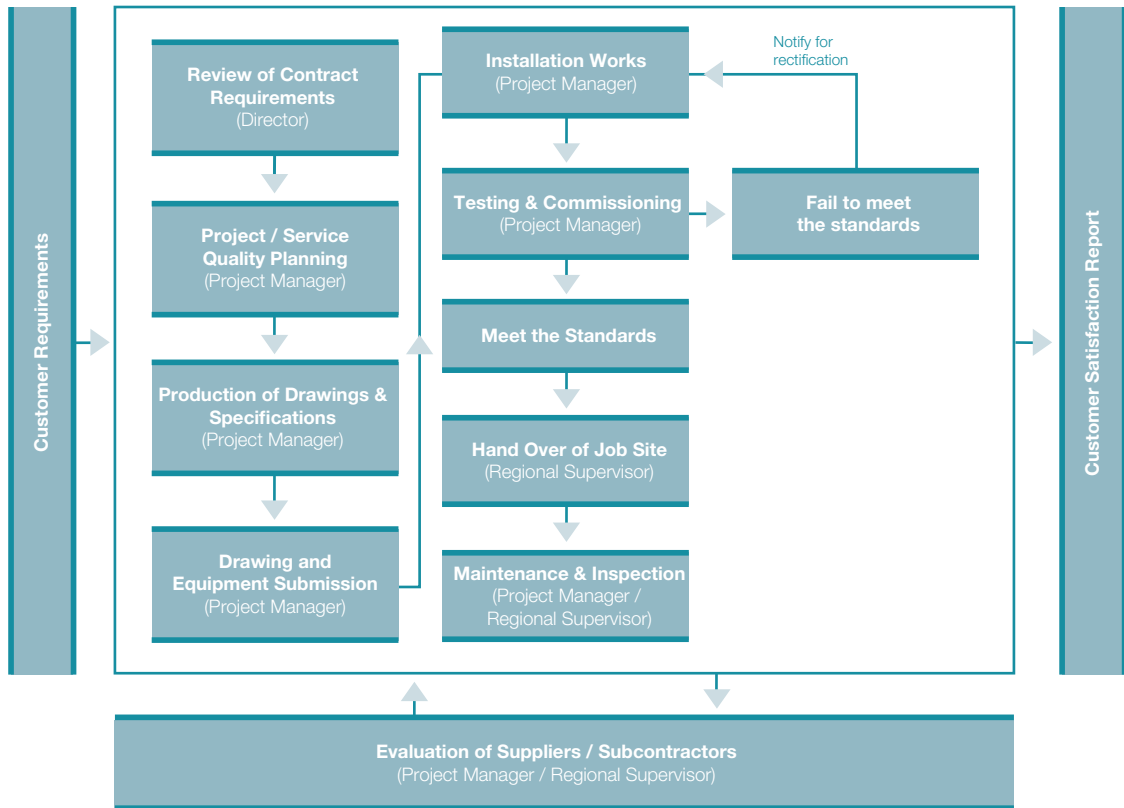 Customer Requirements
Review of Contract
Requirements
(Director)
Project / Service
Quality Planning
(Project Manager)
Production of Drawings &
Specifications
(Project Manager)
Drawing and
Equipment Submission
(Project Manager)
Installation Works
(Project Manager)
Notify for
rectification
Testing & Commissioning
(Project Manager)
Fail to meet
the standards
Meet the Standards
Hand Over of Job Site
(Regional Supervisor)
Maintenance & Inspection
(Project Manager /
Regional Supervisor)
Customer Satisfaction Report
Evaluation of Suppliers / Subcontractors
(Project Manager / Regional Supervisor)